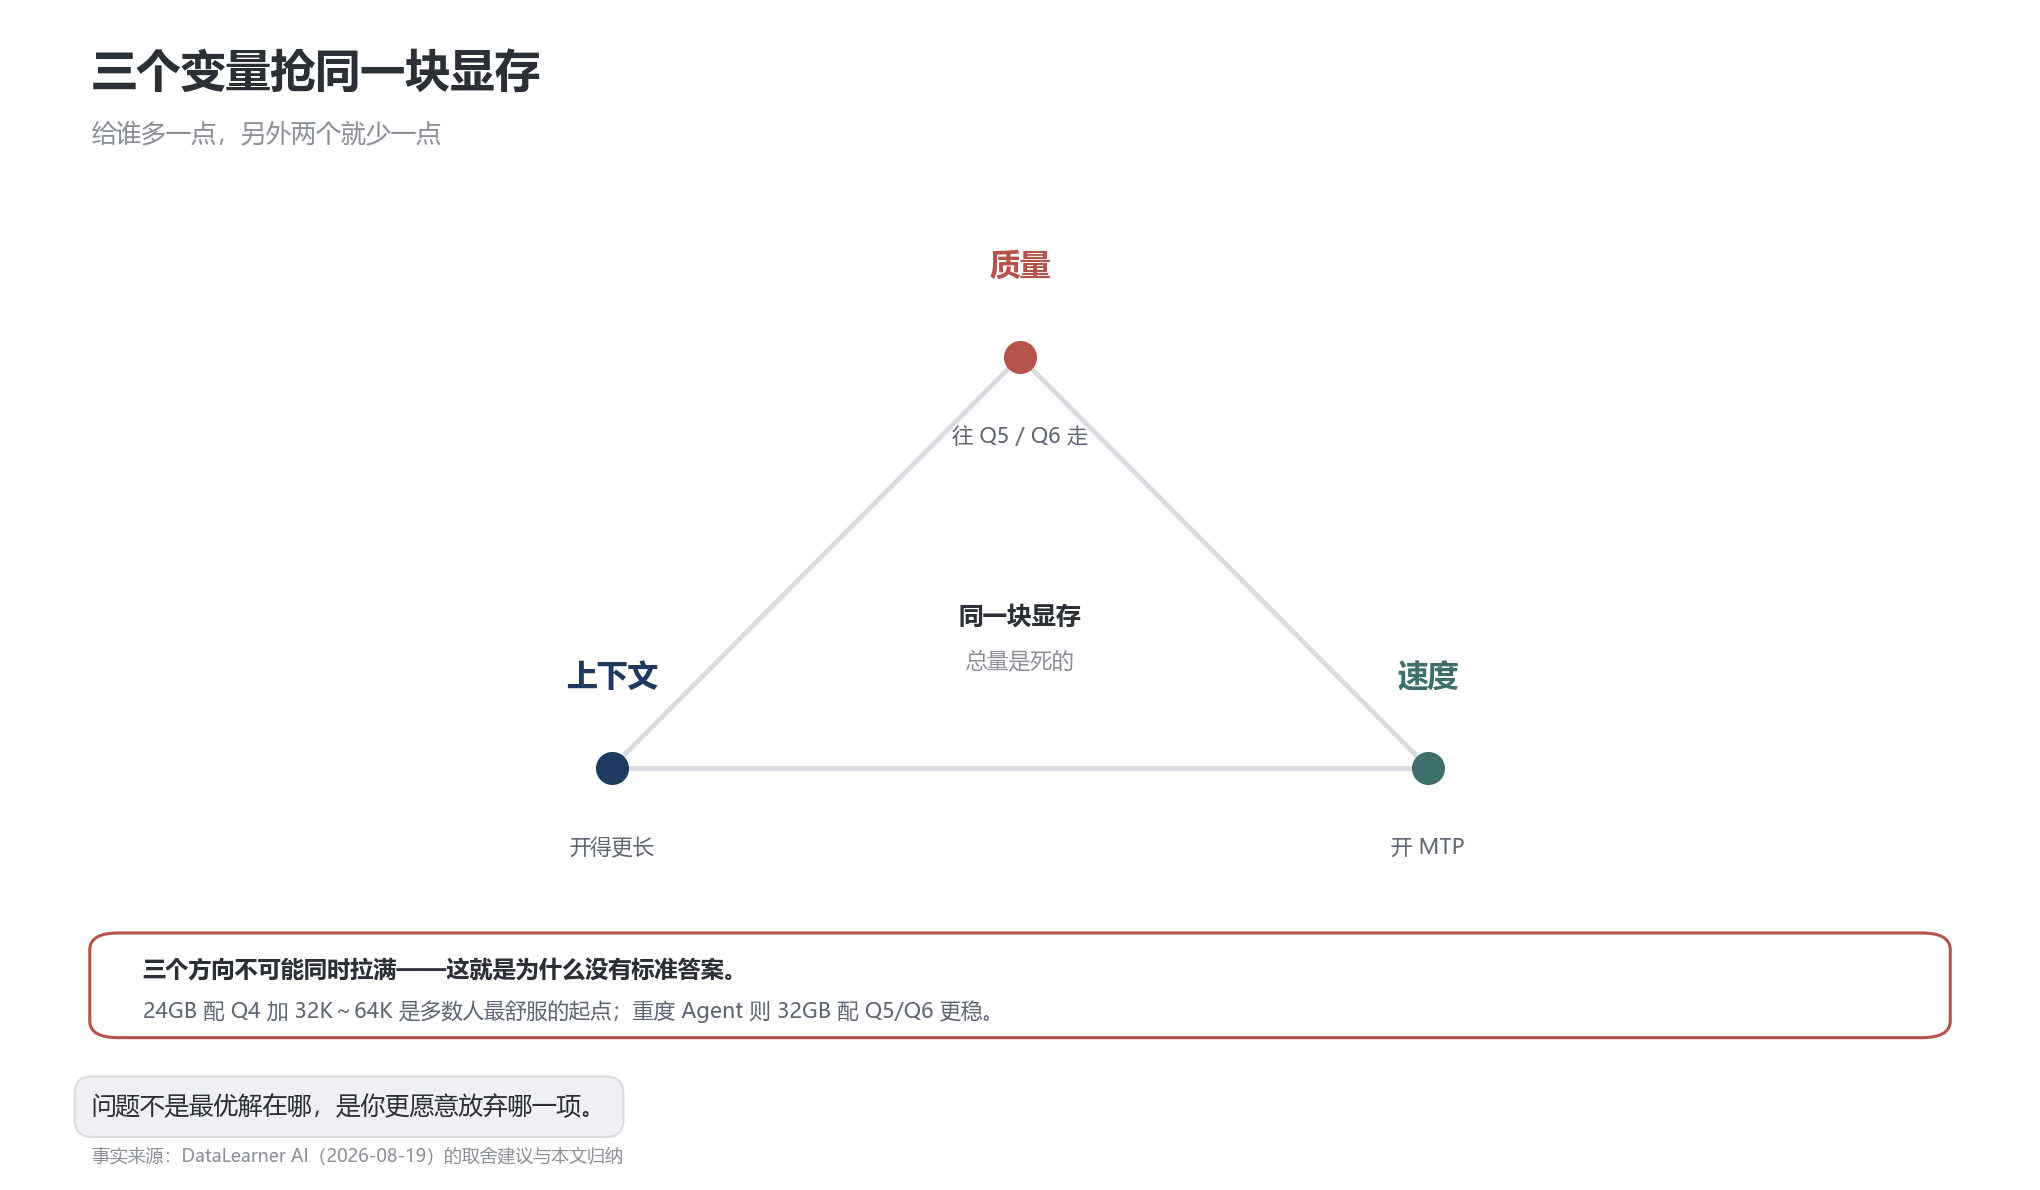 三个变量抢同一块显存
给谁多一点，另外两个就少一点
质量
往 Q5 / Q6 走
同一块显存
总量是死的
上下文
速度
开得更长
开 MTP
三个方向不可能同时拉满——这就是为什么没有标准答案。
24GB 配 Q4 加 32K～64K 是多数人最舒服的起点；重度 Agent 则 32GB 配 Q5/Q6 更稳。
问题不是最优解在哪，是你更愿意放弃哪一项。
事实来源：DataLearner AI（2026-08-19）的取舍建议与本文归纳